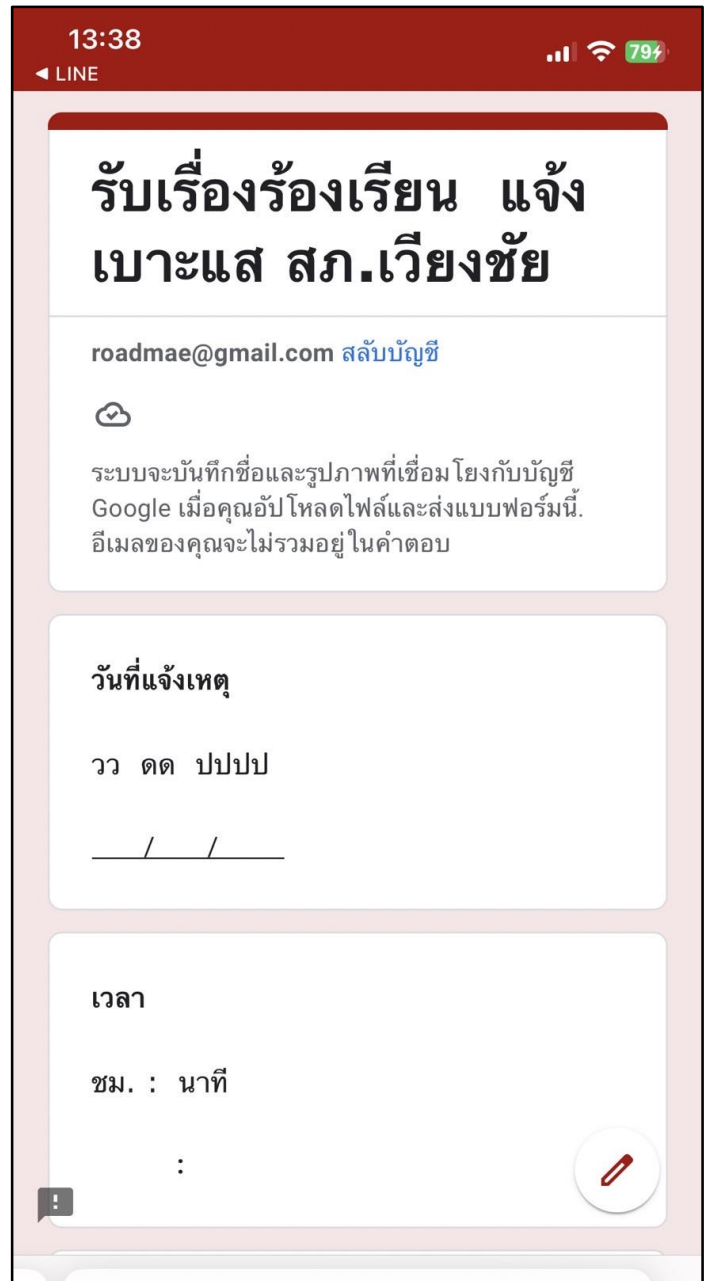 13:38
79
◀ LINE
รับเรื่องร้องเรียน แจ้ง
เบาะแส สภ.เวียงชัย
roadmae@gmail.com สลับบัญชี
ระบบจะบันทึกชื่อและรูปภาพที่เชื่อมโยงกับบัญชี
Google เมื่อคุณอัปโหลดไฟล์และส่งแบบฟอร์มนี้.
อีเมลของคุณจะไม่รวมอยู่ในคำตอบ
วันที่แจ้งเหตุ
วว ดด ปปปป
/ /
เวลา
ชม. : นาที
: